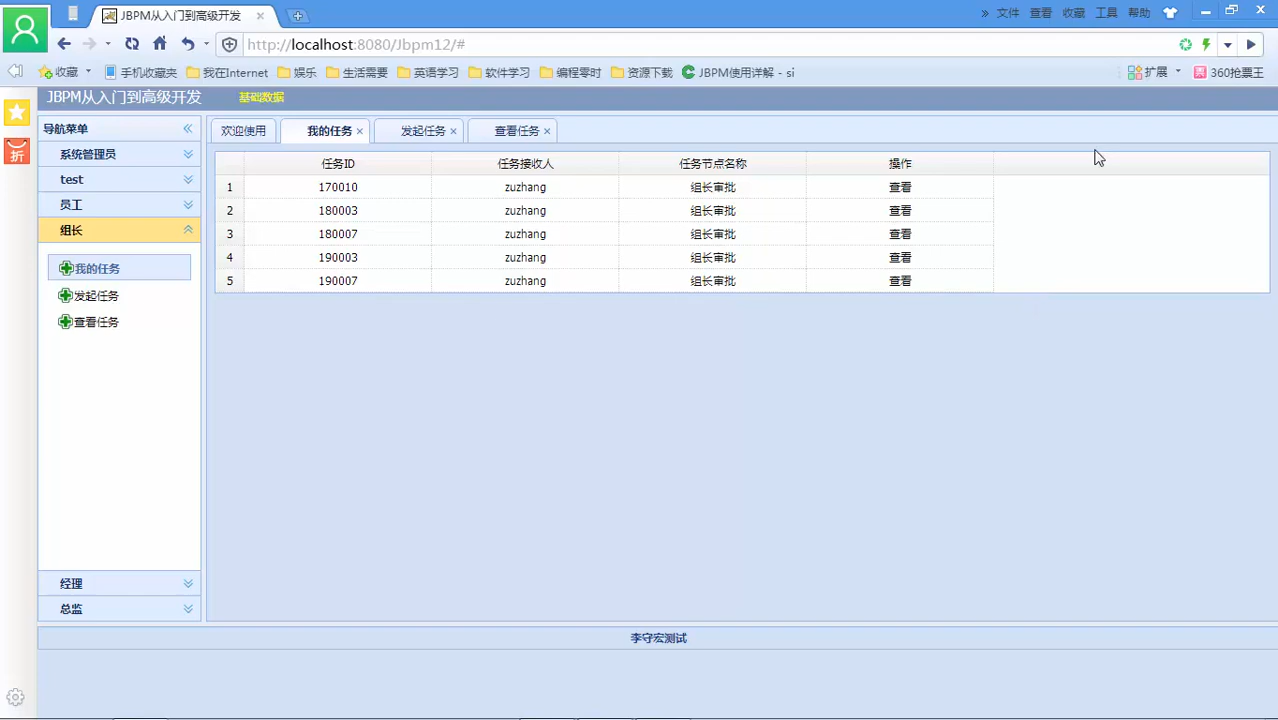 JBPM从入门到高级开发
文件 查看 收藏 工具 帮助
http://localhost:8080/Jbpm12/#
收藏 手机收藏夹 我在Internet 娱乐 生活需要 英语学习 软件学习 编程零时 资源下载 JBPM使用详解 - si 扩展 360抢票王
折
JBPM从入门到高级开发 基础数据
导航菜单
系统管理员
test
员工
组长
我的任务
发起任务
查看任务
经理
总监
欢迎使用 我的任务 发起任务 查看任务
任务ID 任务接收人 任务节点名称 操作
1 170010 zuzhang 组长审批 查看
2 180003 zuzhang 组长审批 查看
3 180007 zuzhang 组长审批 查看
4 190003 zuzhang 组长审批 查看
5 190007 zuzhang 组长审批 查看
李守宏测试